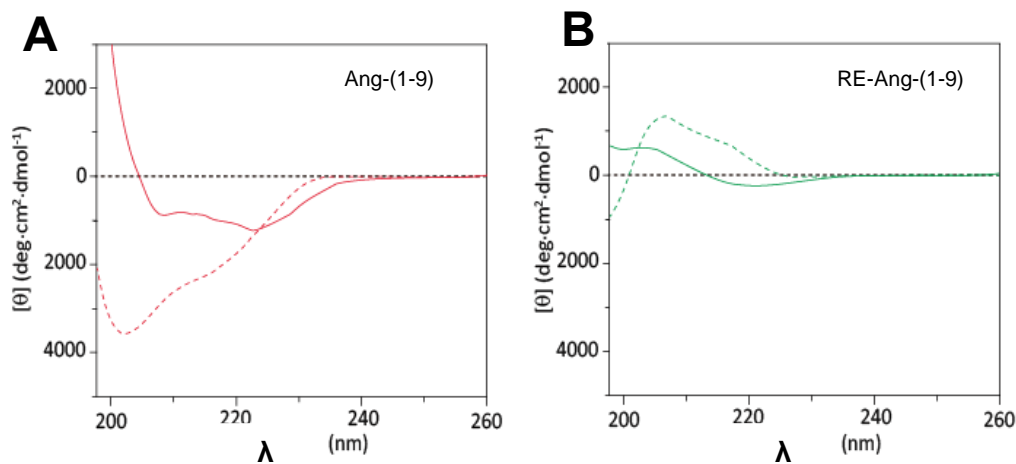 A
Ang-(1-9)
[θ] (deg·cm²·dmol⁻¹)
2000
0
2000
4000
200
220
240
260
(nm)
λ
B
RE-Ang-(1-9)
[θ] (deg·cm²·dmol⁻¹)
2000
0
2000
4000
200
220
240
260
(nm)
λ